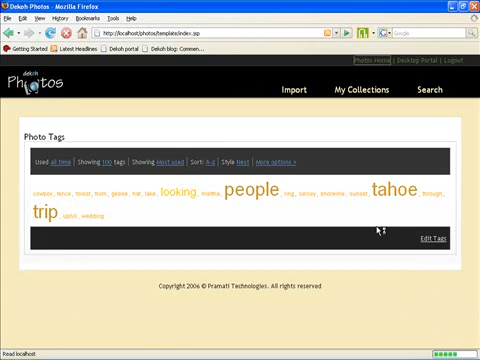 Dekoh Photos - Mozilla Firefox
File Edit View History Bookmarks Tools Help
http://localhost/photos/template/index.jsp
Google
Getting Started Latest Headlines Dekoh portal Dekoh blog: Commen...
Photos Home | Desktop Portal | Logout
dekoh
Photos
Import My Collections Search
Photo Tags
Used All time Showing 100 tags Showing Most used Sort: A-z Style Next More options »
cowboy, fence, forest, from, geese, hat, lake, looking, martha, people, ring, sunset, tahoe, through,
trip, uphill, wedding
Edit Tags
Copyright 2006 © Pramati Technologies. All rights reserved
Read localhost